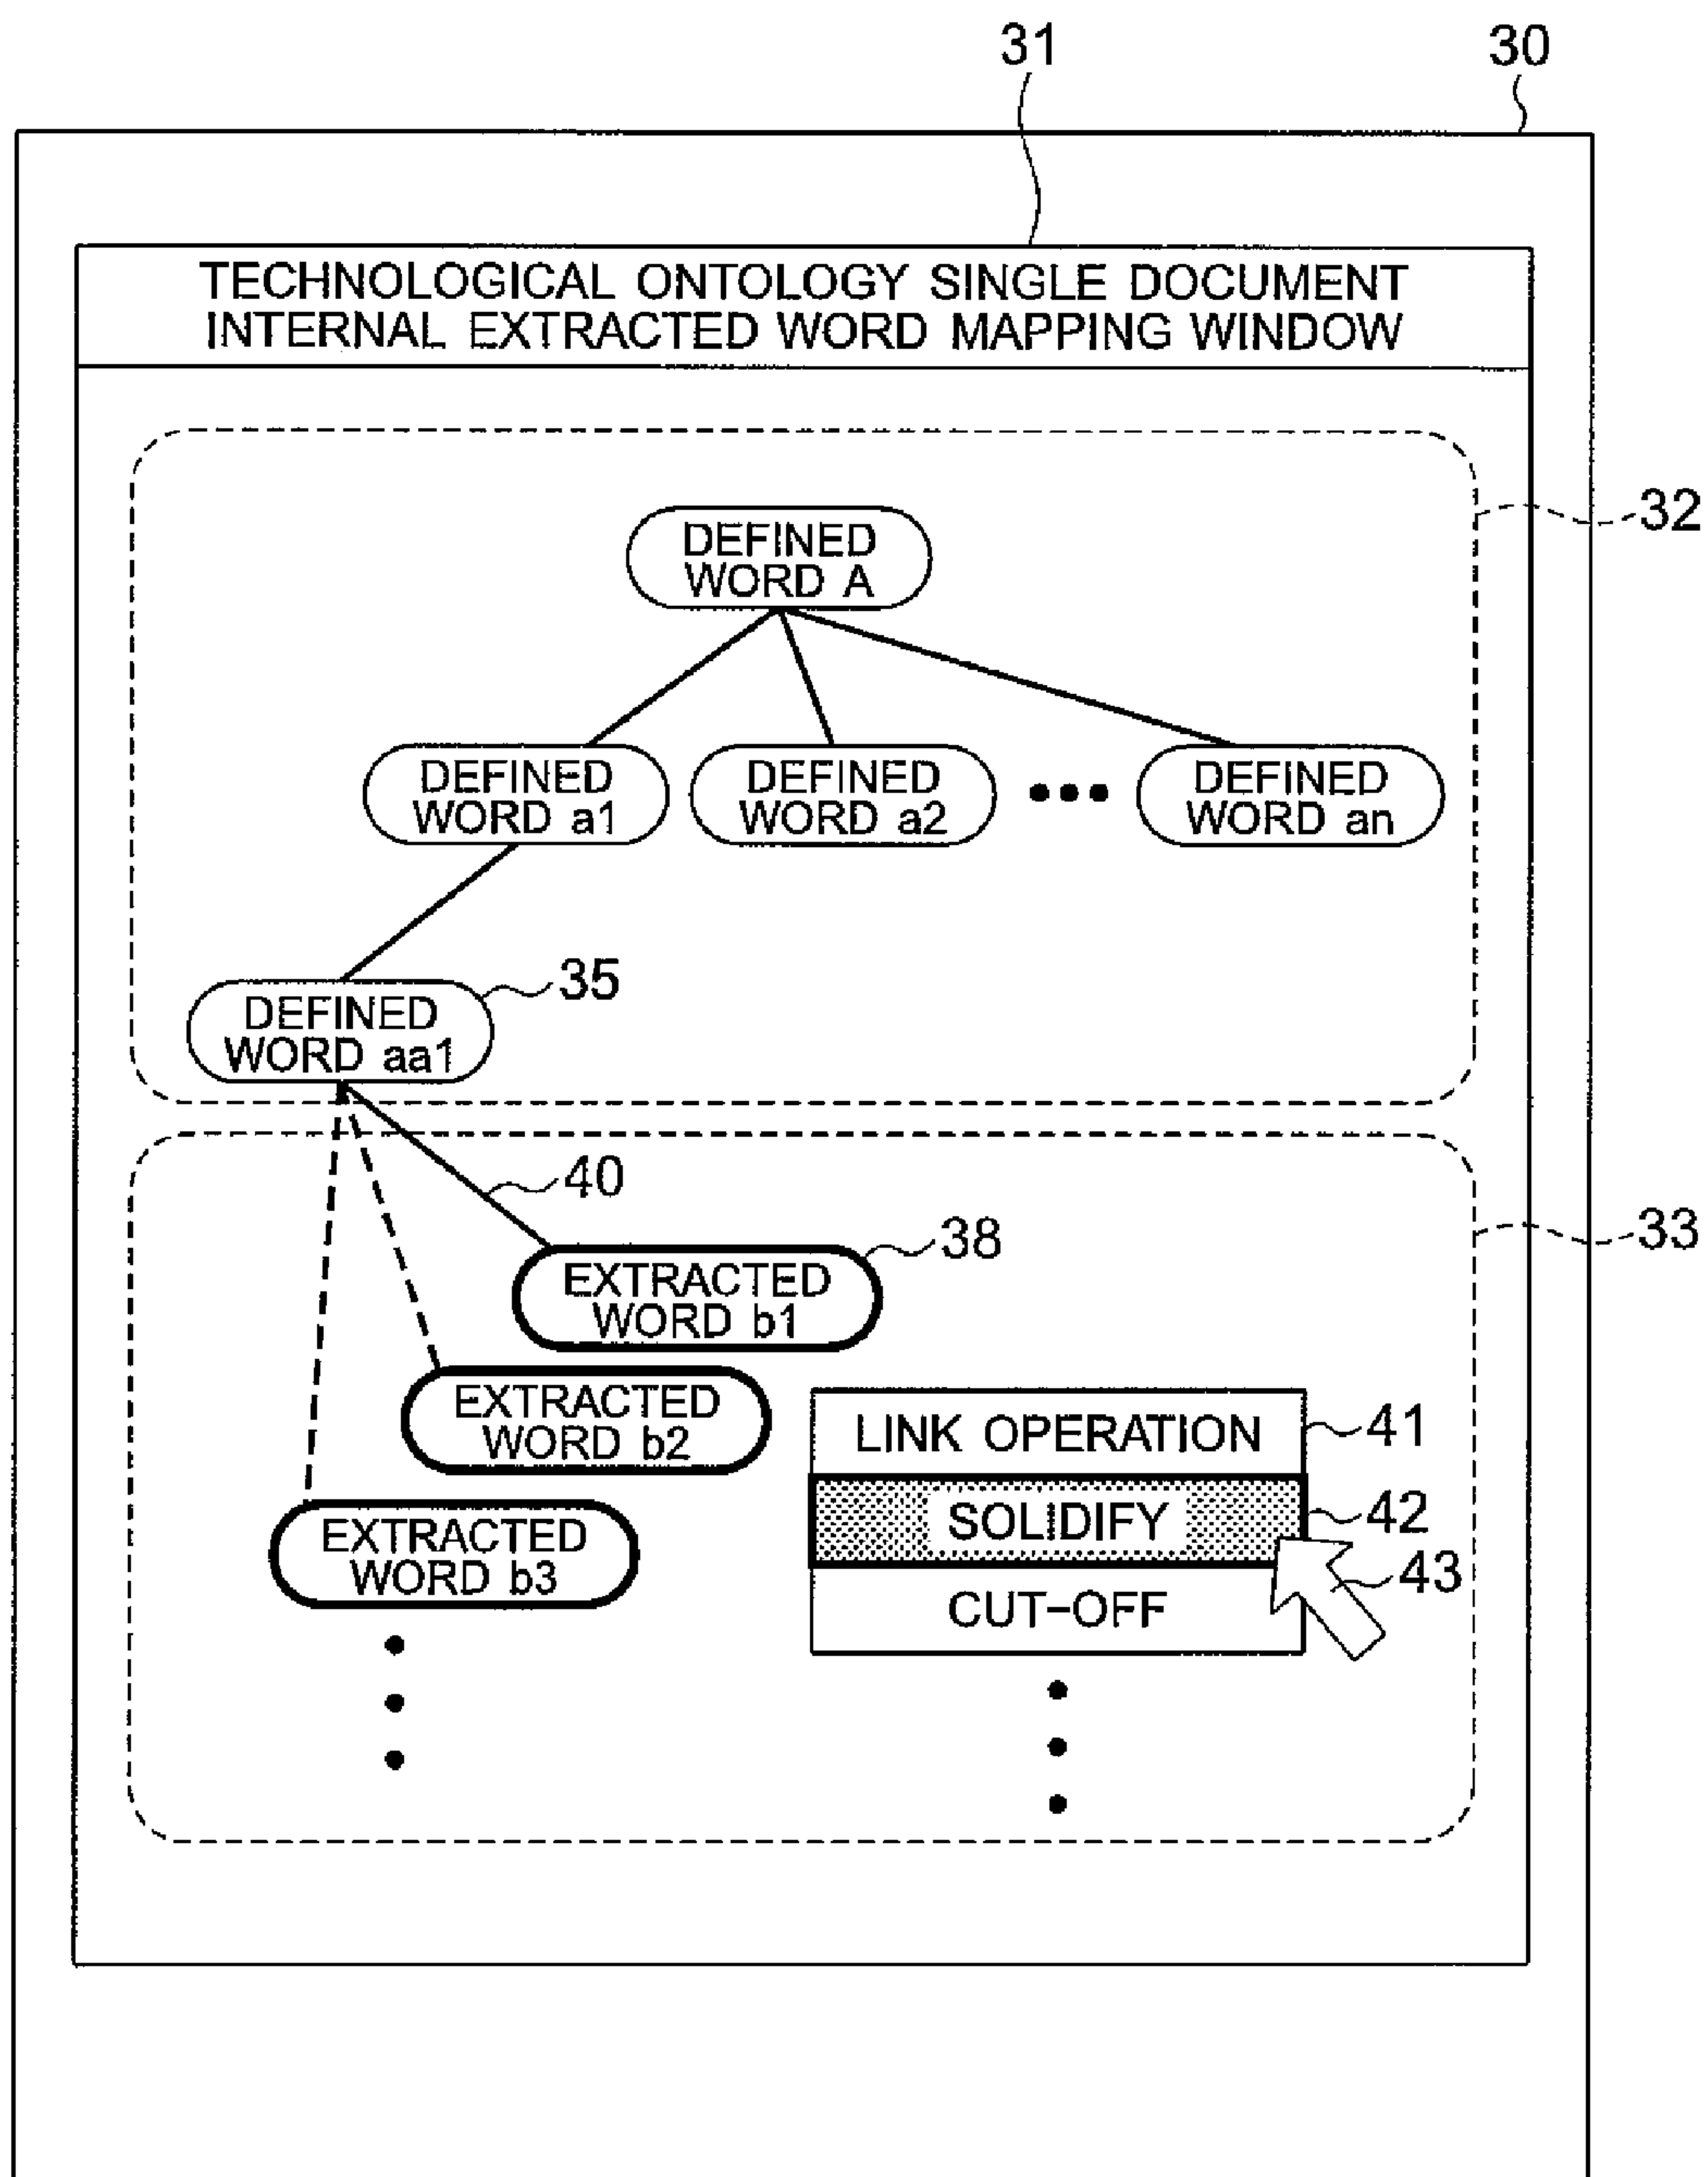 31
30
TECHNOLOGICAL ONTOLOGY SINGLE DOCUMENT
INTERNAL EXTRACTED WORD MAPPING WINDOW
32
DEFINED
WORD A
DEFINED
WORD a1
DEFINED
WORD a2
DEFINED
WORD an
35
DEFINED
WORD aa1
40
33
38
EXTRACTED
WORD b1
EXTRACTED
WORD b2
LINK OPERATION
41
SOLIDIFY
42
EXTRACTED
WORD b3
43
CUT-OFF